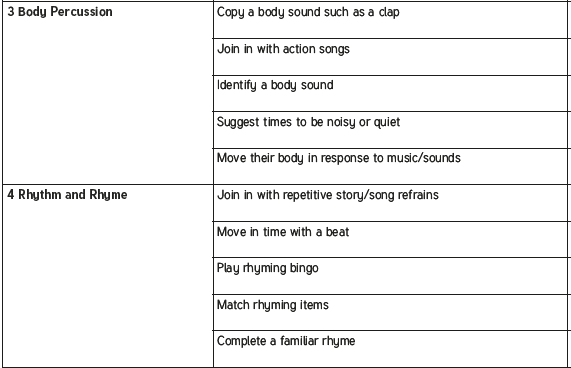 3 Body Percussion
Copy a body sound such as a clap
Join in with action songs
Identify a body sound
Suggest times to be noisy or quiet
Move their body in response to music/sounds
4 Rhythm and Rhyme
Join in with repetitive story/song refrains
Move in time with a beat
Play rhyming bingo
Match rhyming items
Complete a familiar rhyme